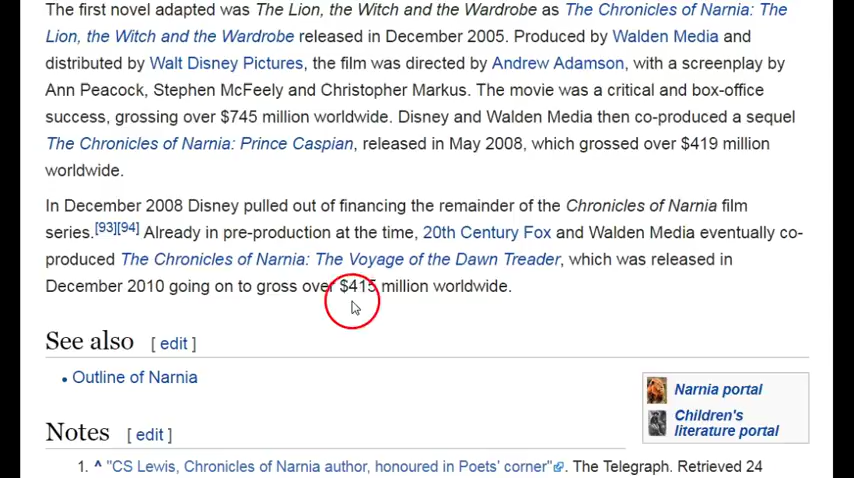 The first novel adapted was The Lion, the Witch and the Wardrobe as The Chronicles of Narnia: The
Lion, the Witch and the Wardrobe released in December 2005. Produced by Walden Media and
distributed by Walt Disney Pictures, the film was directed by Andrew Adamson, with a screenplay by
Ann Peacock, Stephen McFeely and Christopher Markus. The movie was a critical and box-office
success, grossing over $745 million worldwide. Disney and Walden Media then co-produced a sequel
The Chronicles of Narnia: Prince Caspian, released in May 2008, which grossed over $419 million
worldwide.
In December 2008 Disney pulled out of financing the remainder of the Chronicles of Narnia film
series.[93][94] Already in pre-production at the time, 20th Century Fox and Walden Media eventually co-
produced The Chronicles of Narnia: The Voyage of the Dawn Treader, which was released in
December 2010 going on to gross over $415 million worldwide.
See also [ edit ]
• Outline of Narnia
Narnia portal
Children's
literature portal
Notes [ edit ]
1. ^ "CS Lewis, Chronicles of Narnia author, honoured in Poets' corner". The Telegraph. Retrieved 24